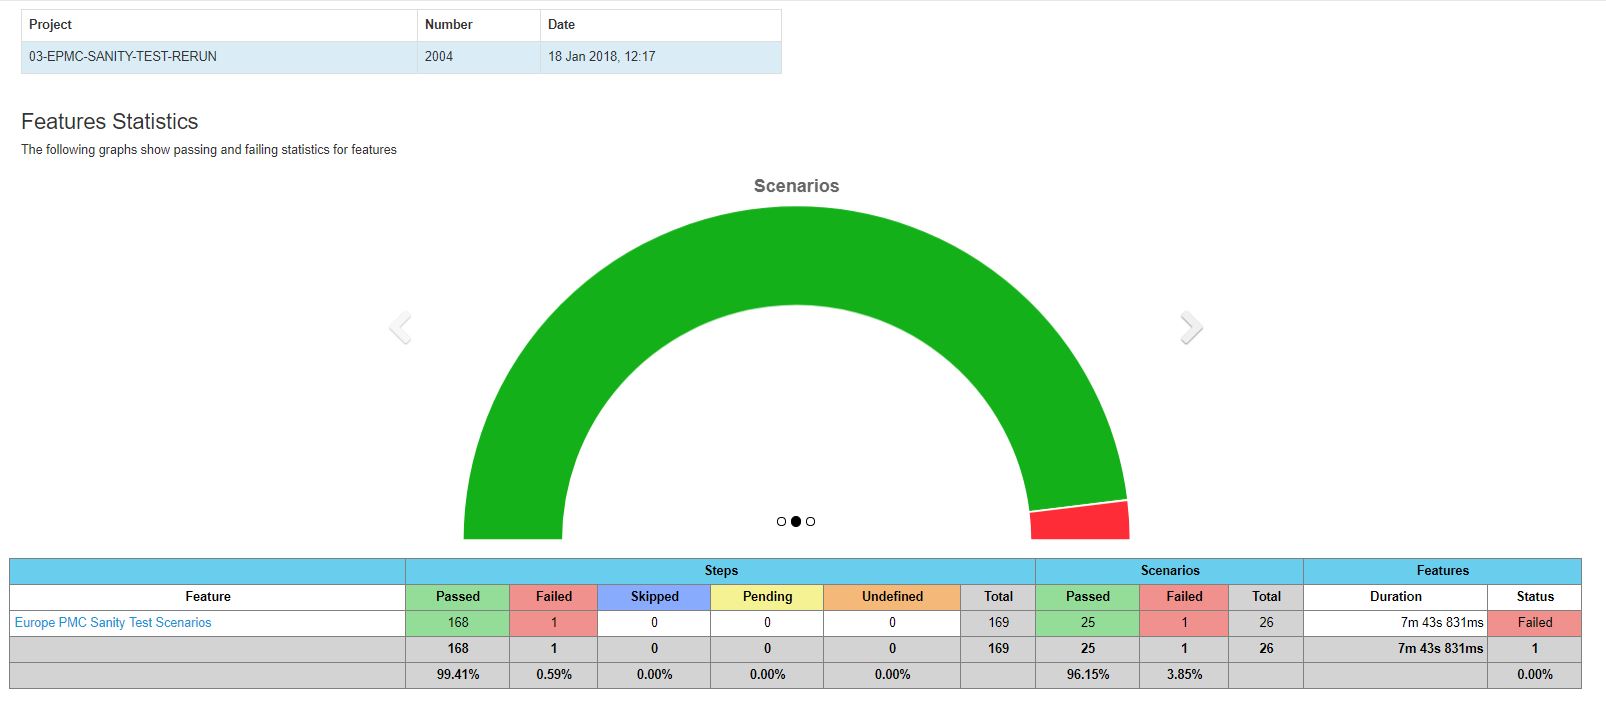 Project Number Date
03-EPMC-SANITY-TEST-RERUN 2004 18 Jan 2018, 12:17
Features Statistics
The following graphs show passing and failing statistics for features
Scenarios
Steps Scenarios Features
Feature Passed Failed Skipped Pending Undefined Total Passed Failed Total Duration Status
Europe PMC Sanity Test Scenarios 168 1 0 0 0 169 25 1 26 7m 43s 831ms Failed
168 1 0 0 0 169 25 1 26 7m 43s 831ms 1
99.41% 0.59% 0.00% 0.00% 0.00% 96.15% 3.85% 0.00%